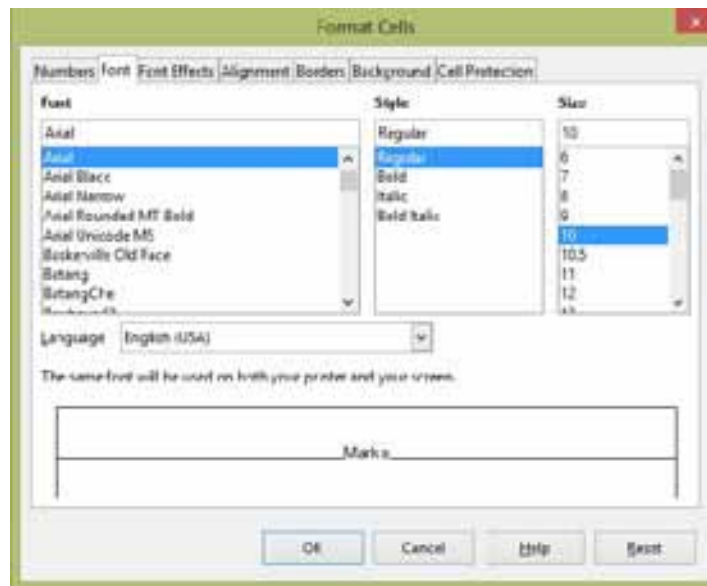 Format Cells
Numbers Font Font Effects Alignment Borders Background Cell Protection
Font Style Size
Arial Regular 10
Arial Regular 6
Arial Black Bold 7
Arial Narrow Italic 8
Arial Rounded MT Bold Bold Italic 9
Arial Unicode MS 10
Baskerville Old Face 10.5
Batang 11
BatangChe 12
Language English (USA)
The same font will be used on both your printer and your screen.
Marks
OK Cancel Help Reset